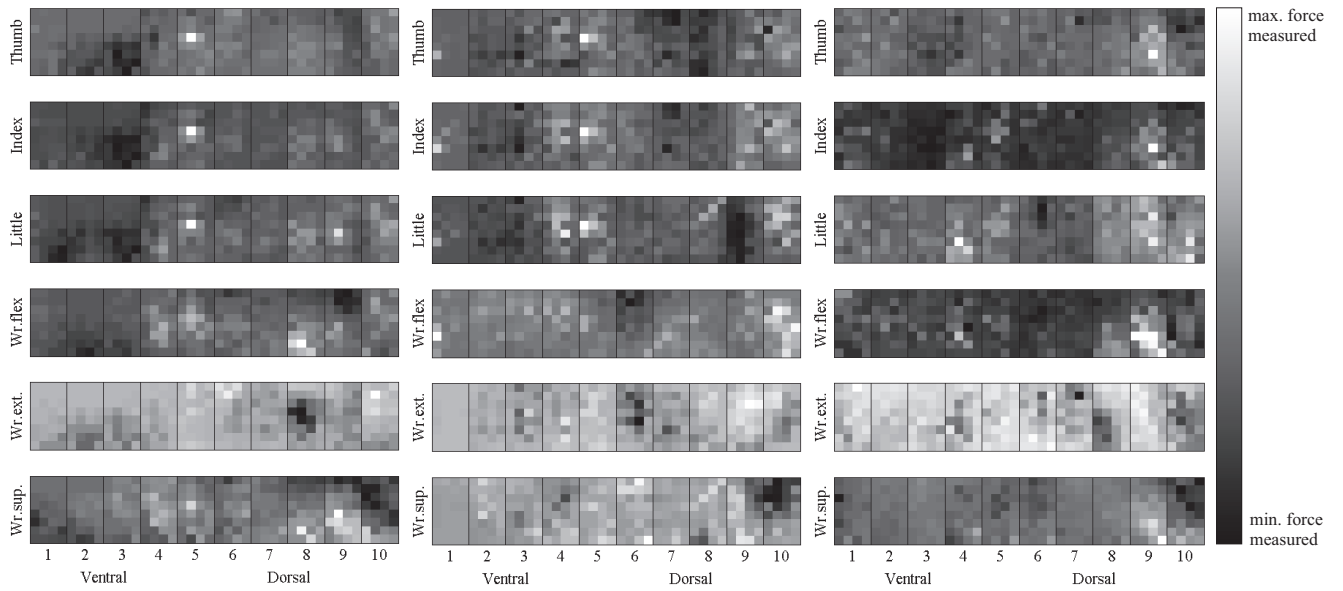 Thumb Thumb Thumb
Index Index Index
Little Little Little
Wr.flex Wr.flex Wr.flex
Wr.ext. Wr.ext. Wr.ext.
Wr.sup. Wr.sup. Wr.sup.
1 2 3 4 5 6 7 8 9 10 1 2 3 4 5 6 7 8 9 10 1 2 3 4 5 6 7 8 9 10
Ventral Dorsal Ventral Dorsal Ventral Dorsal
max. force
measured
min. force
measured